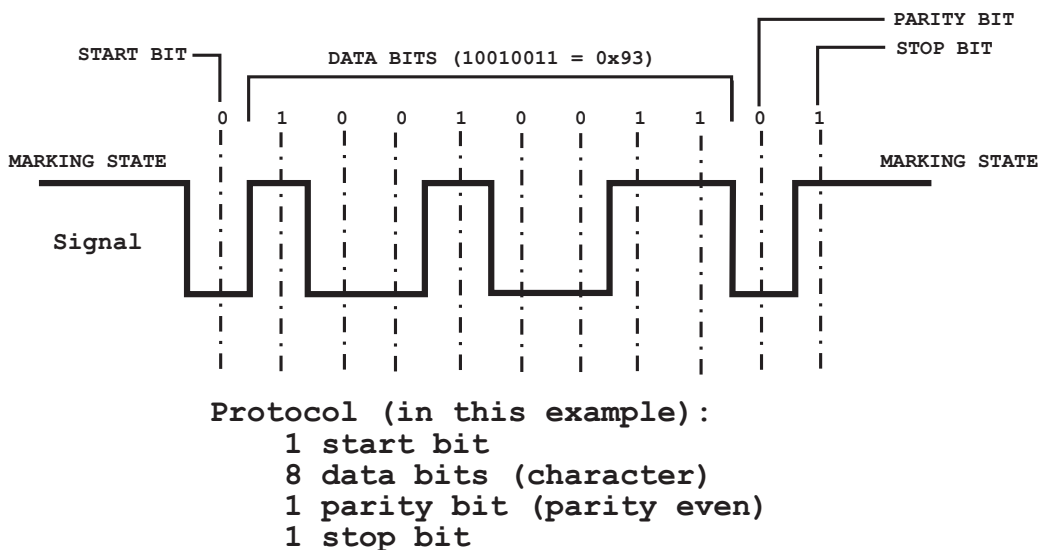 PARITY BIT
START BIT
DATA BITS (10010011 = 0x93)
STOP BIT
0 1 0 0 1 0 0 1 1 0 1
MARKING STATE
MARKING STATE
Signal
Protocol (in this example):
1 start bit
8 data bits (character)
1 parity bit (parity even)
1 stop bit